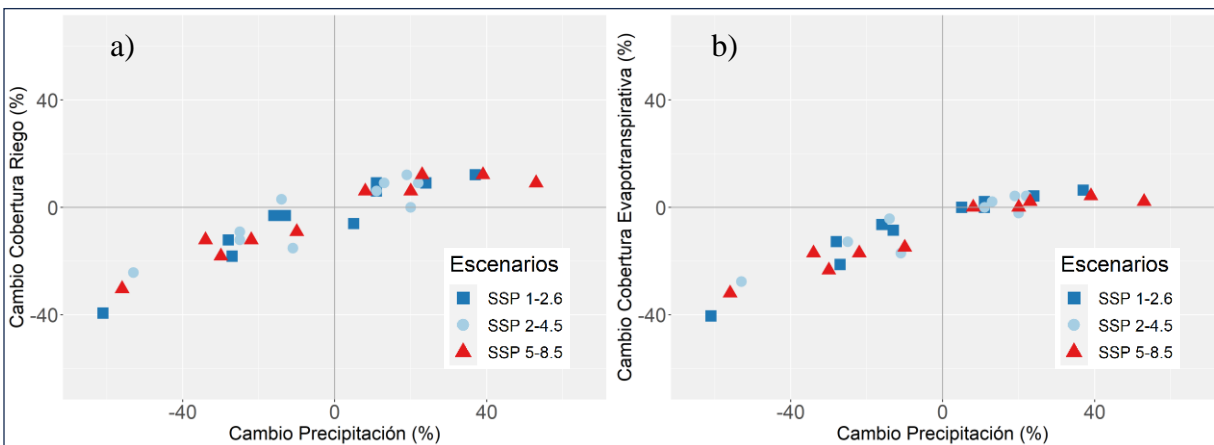 a)
Cambio Cobertura Riego (%)
40
0
-40
-40
0
40
Cambio Precipitación (%)
Escenarios
SSP 1-2.6
SSP 2-4.5
SSP 5-8.5
b)
Cambio Cobertura Evapotranspirativa (%)
40
0
-40
-40
0
40
Cambio Precipitación (%)
Escenarios
SSP 1-2.6
SSP 2-4.5
SSP 5-8.5